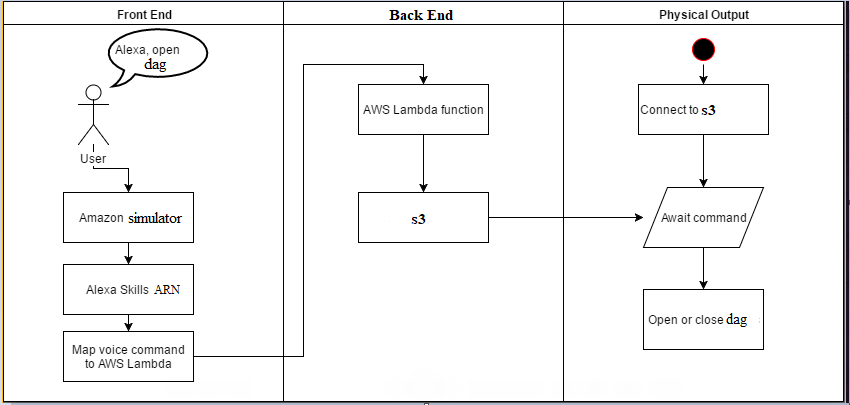 Front End
Back End
Physical Output
Alexa, open
dag
User
Amazon simulator
Alexa Skills ARN
Map voice command
to AWS Lambda
AWS Lambda function
s3
Connect to s3
Await command
Open or close dag